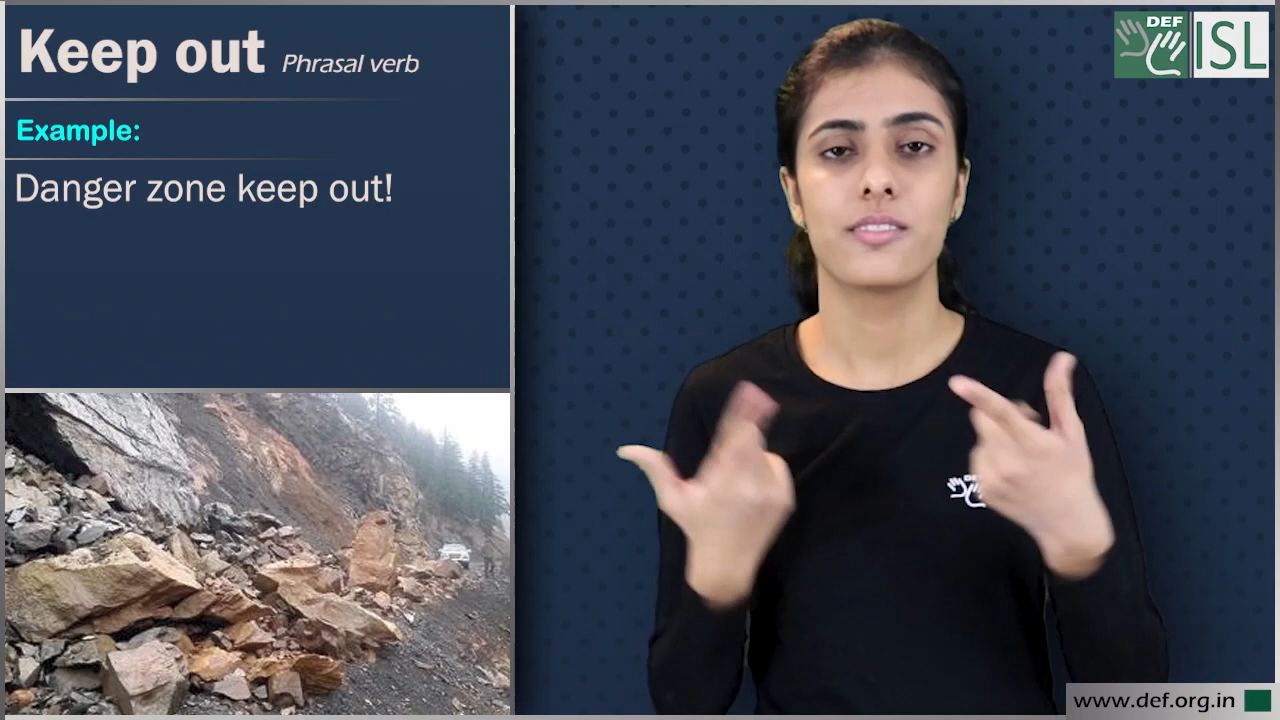 Keep out Phrasal verb
Example:
Danger zone keep out!
DEF
ISL
www.def.org.in